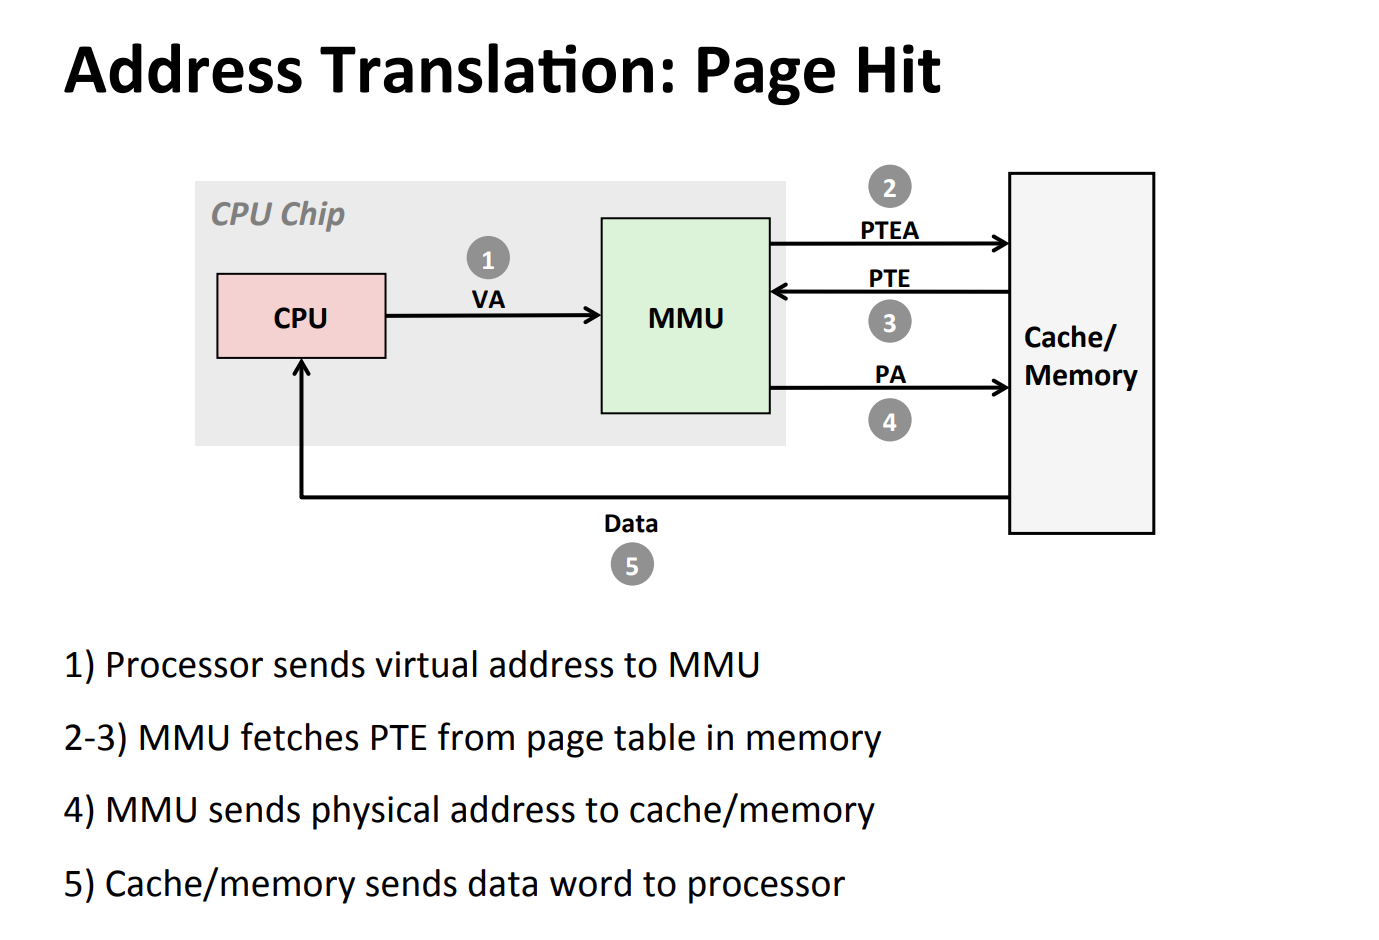 Address Translation: Page Hit
CPU Chip
2
PTEA
1
VA
PTE
CPU
MMU
3
Cache/
Memory
PA
4
Data
5
1) Processor sends virtual address to MMU
2-3) MMU fetches PTE from page table in memory
4) MMU sends physical address to cache/memory
5) Cache/memory sends data word to processor